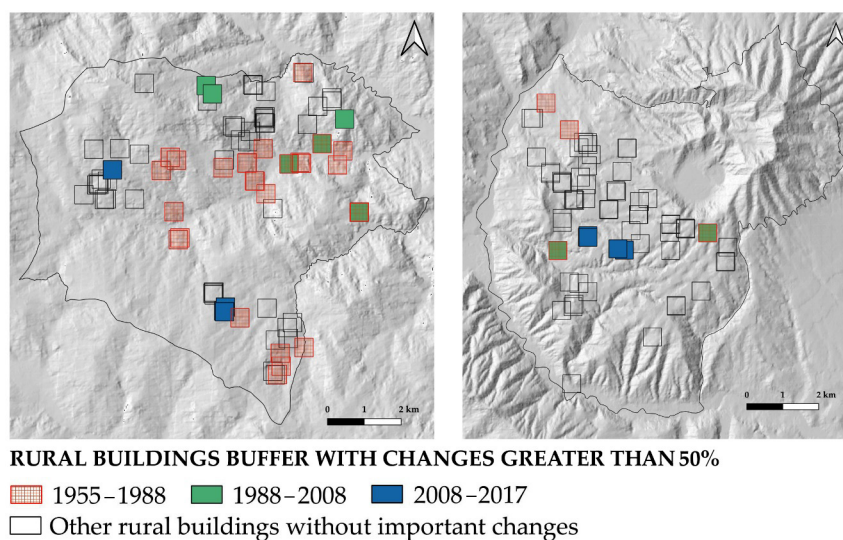 0 1 2 km
0 1 2 km
RURAL BUILDINGS BUFFER WITH CHANGES GREATER THAN 50%
1955–1988 1988–2008 2008–2017
Other rural buildings without important changes